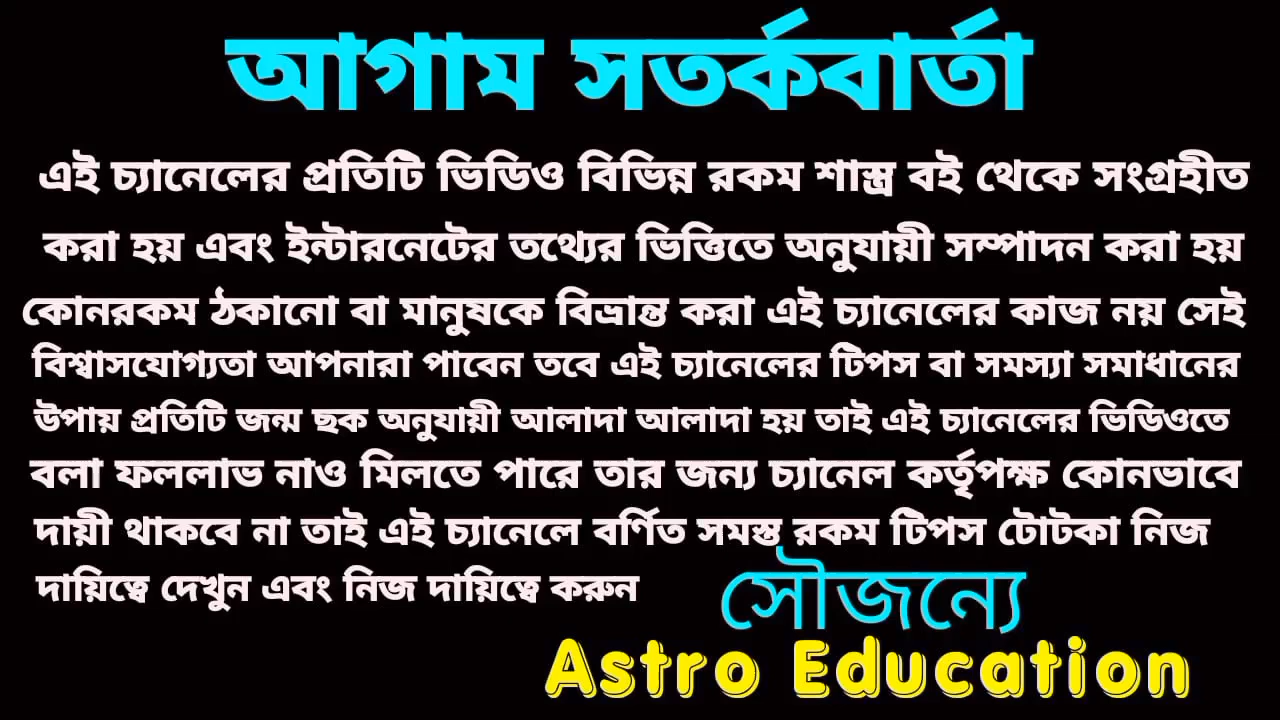 আগাম সতর্কবার্তা
এই চ্যানেলের প্রতিটি ভিডিও বিভিন্ন রকম শাস্ত্র বই থেকে সংগ্রহীত
করা হয় এবং ইন্টারনেটের তথ্যের ভিত্তিতে অনুযায়ী সম্পাদন করা হয়
কোনরকম ঠকানো বা মানুষকে বিভ্রান্ত করা এই চ্যানেলের কাজ নয় সেই
বিশ্বাসযোগ্যতা আপনারা পাবেন তবে এই চ্যানেলের টিপস বা সমস্যা সমাধানের
উপায় প্রতিটি জন্ম ছক অনুযায়ী আলাদা আলাদা হয় তাই এই চ্যানেলের ভিডিওতে
বলা ফললাভ নাও মিলতে পারে তার জন্য চ্যানেল কর্তৃপক্ষ কোনভাবে
দায়ী থাকবে না তাই এই চ্যানেলে বর্ণিত সমস্ত রকম টিপস টোটকা নিজ
দায়িত্বে দেখুন এবং নিজ দায়িত্বে করুন
সৌজন্যে
Astro Education